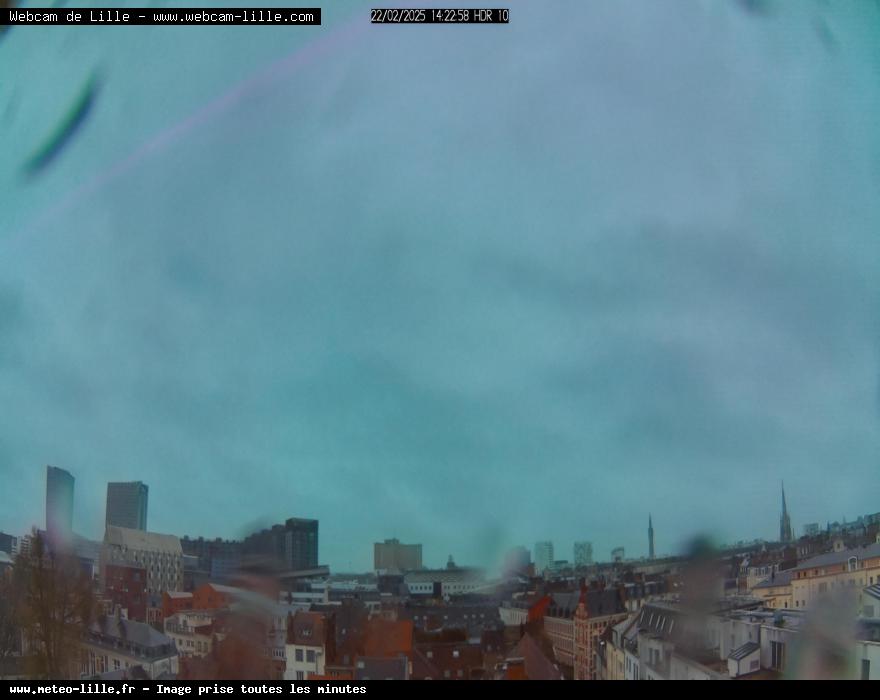 Webcam de Lille - www.webcam-lille.com
22/02/2025 14:22:58 HDR 10
www.meteo-lille.fr - Image prise toutes les minutes